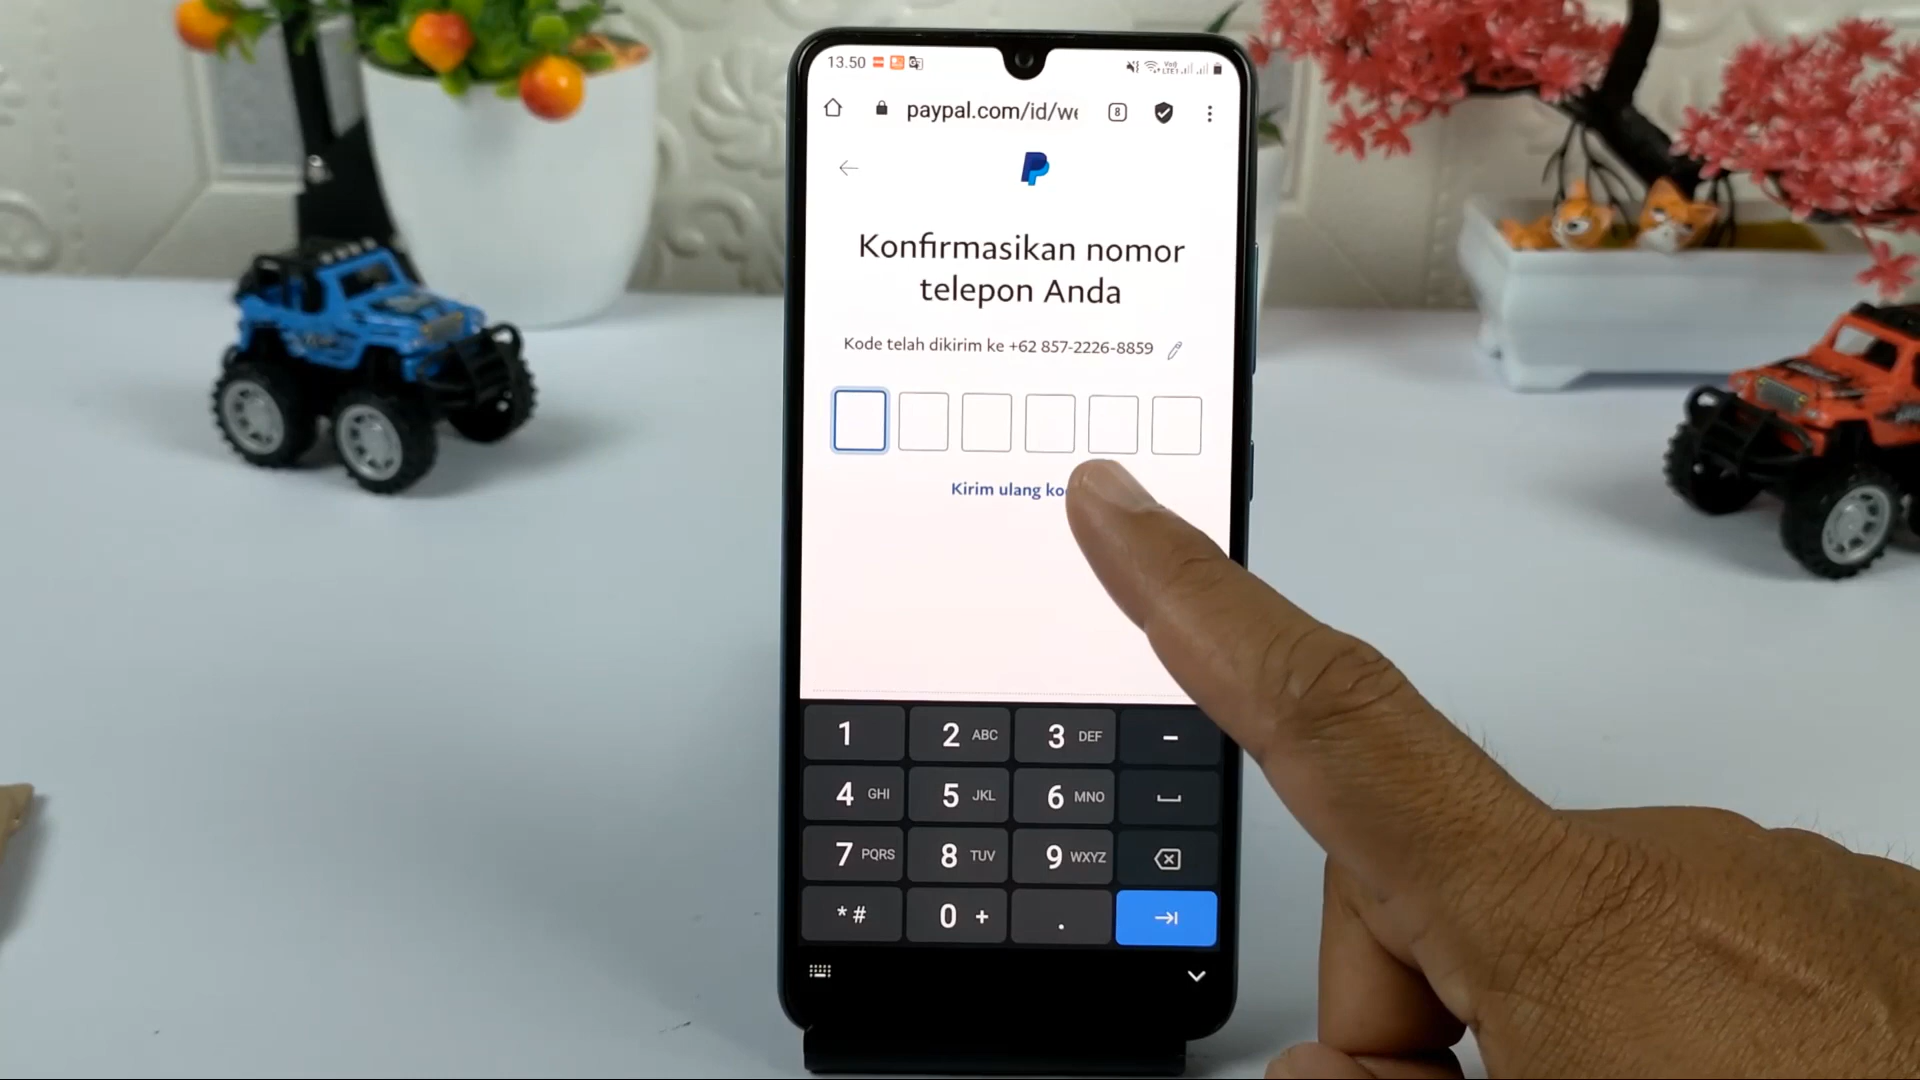 13.50
paypal.com/id/we
8
Konfirmasikan nomor
telepon Anda
Kode telah dikirim ke +62 857-2226-8859
Kirim ulang ko
1 2 ABC 3 DEF -
4 GHI 5 JKL 6 MNO
7 PQRS 8 TUV 9 WXYZ
* # 0 + .